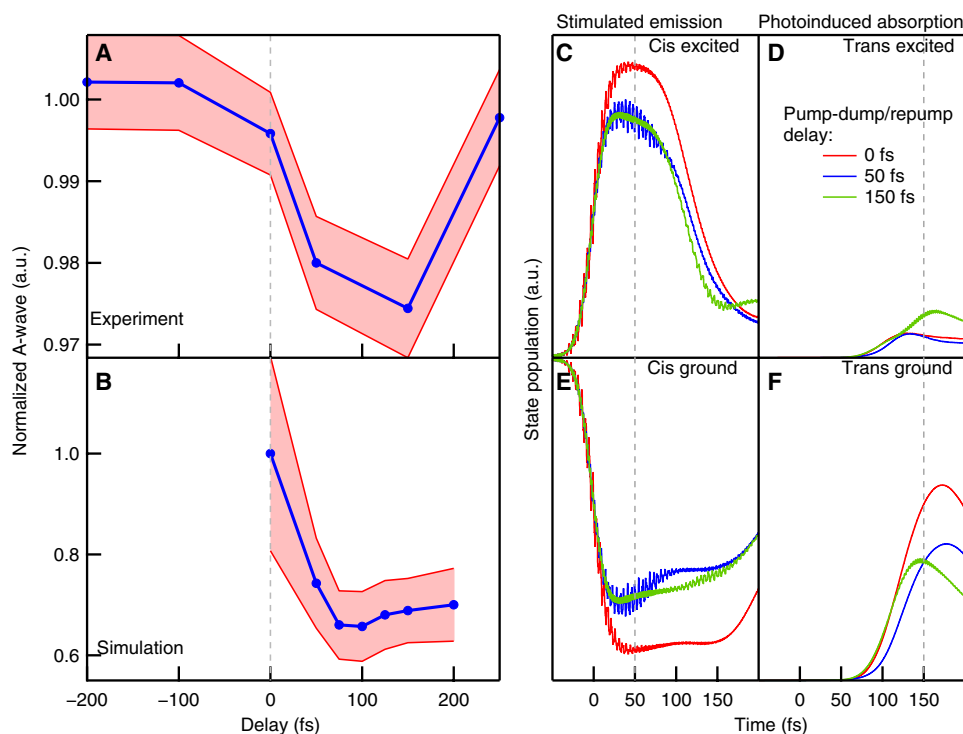 Stimulated emission
Photoinduced absorption
A
C
Cis excited
D
Trans excited
1.00
0.99
0.98
0.97
Experiment
Pump-dump/repump
delay:
0 fs
50 fs
150 fs
Normalized A-wave (a.u.)
State population (a.u.)
B
E
Cis ground
F
Trans ground
1.0
0.8
0.6
Simulation
−200
−100
0
100
200
Delay (fs)
0
50
100
150
0
50
100
150
Time (fs)